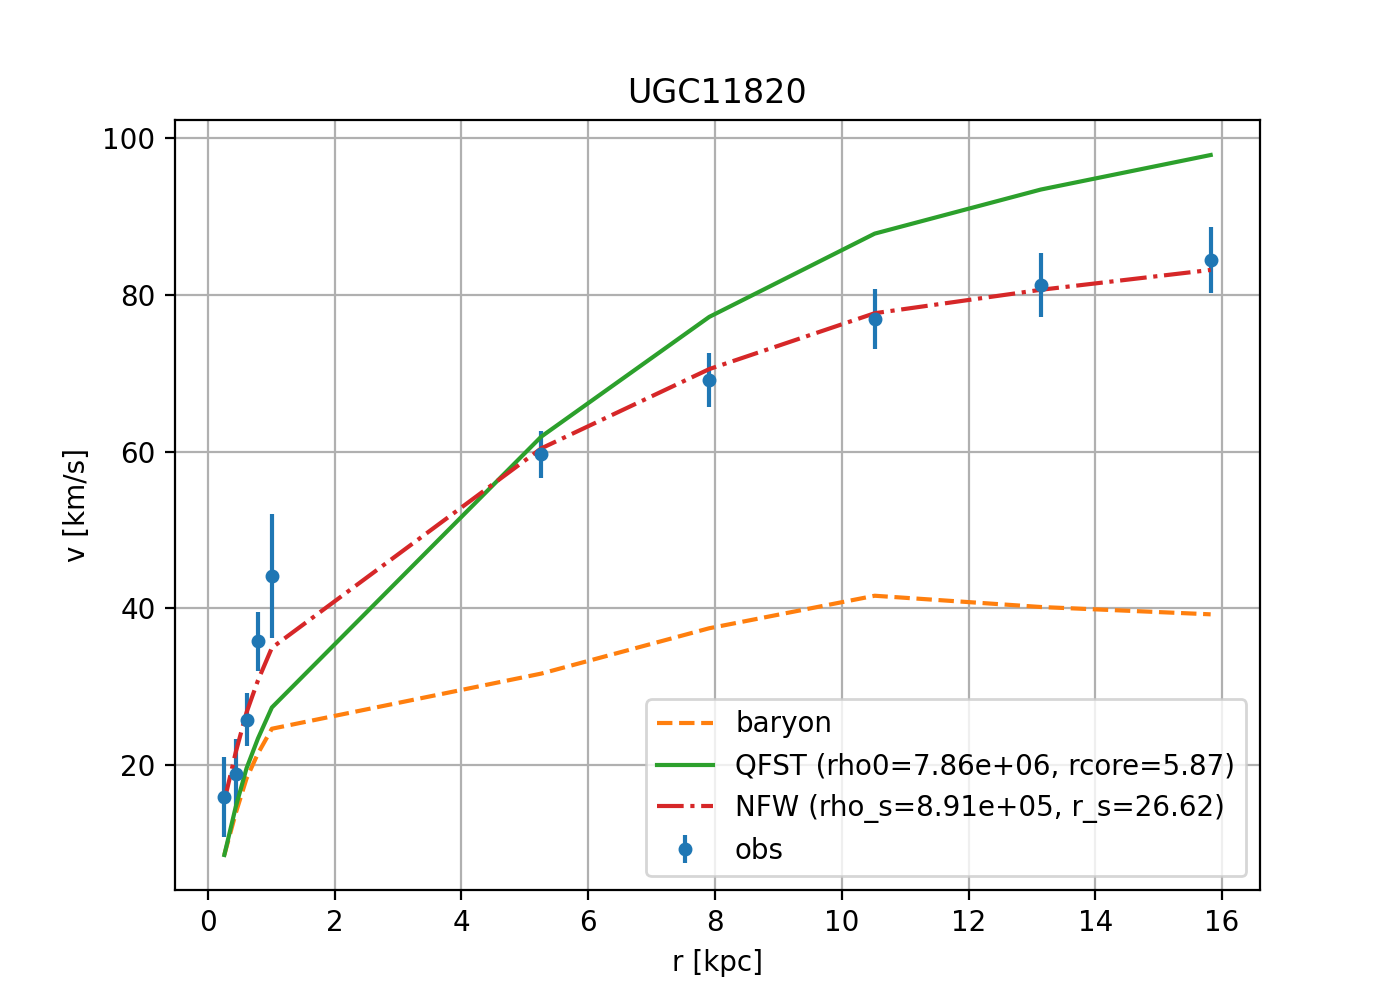 UGC11820
100
80
60
40
20
v [km/s]
baryon
QFST (rho0=7.86e+06, rcore=5.87)
NFW (rho_s=8.91e+05, r_s=26.62)
obs
0 2 4 6 8 10 12 14 16
r [kpc]